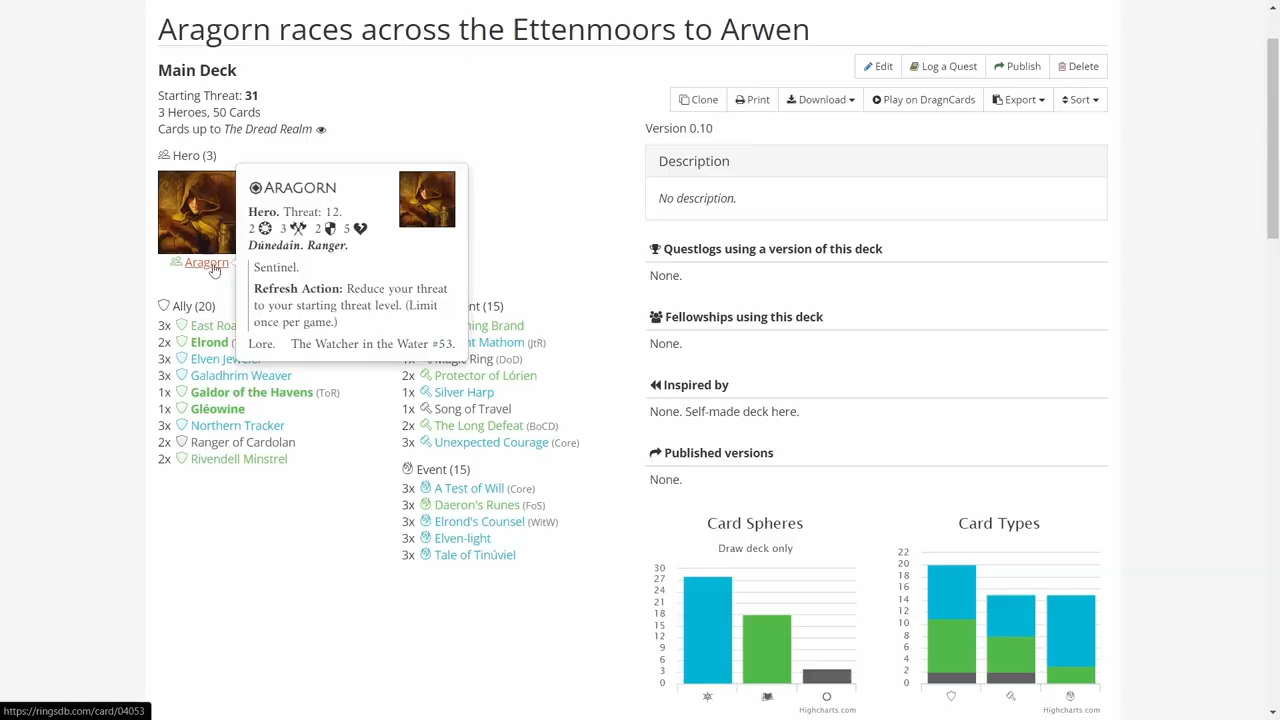 Aragorn races across the Ettenmoors to Arwen
Main Deck
Edit
Log a Quest
Publish
Delete
Starting Threat: 31
3 Heroes, 50 Cards
Cards up to The Dread Realm
Clone
Print
Download
Play on DragnCards
Export
Sort
Hero (3)
Aragorn
ARAGORN
Hero. Threat: 12.
2 3 2 5
Dúnedain. Ranger.
Sentinel.
Refresh Action: Reduce your threat
to your starting threat level. (Limit
once per game.)
Lore. The Watcher in the Water #53.
Ally (20)
3x East Roa
2x Elrond
3x Elven Jeweler
3x Galadhrim Weaver
1x Galdor of the Havens (ToR)
1x Gléowine
3x Northern Tracker
2x Ranger of Cardolan
2x Rivendell Minstrel
(15)
ing Brand
Mathom (JtR)
1x Magic Ring (DoD)
2x Protector of Lórien
1x Silver Harp
1x Song of Travel
2x The Long Defeat (BoCD)
3x Unexpected Courage (Core)
Event (15)
3x A Test of Will (Core)
3x Daeron's Runes (FoS)
3x Elrond's Counsel (WitW)
3x Elven-light
3x Tale of Tinúviel
Version 0.10
Description
No description.
Questlogs using a version of this deck
None.
Fellowships using this deck
None.
Inspired by
None. Self-made deck here.
Published versions
None.
Card Spheres
Draw deck only
30
27
24
21
18
15
12
9
6
3
0
Highcharts.com
Card Types
22
20
18
16
14
12
10
8
6
4
2
0
Highcharts.com
https://ringsdb.com/card/04053